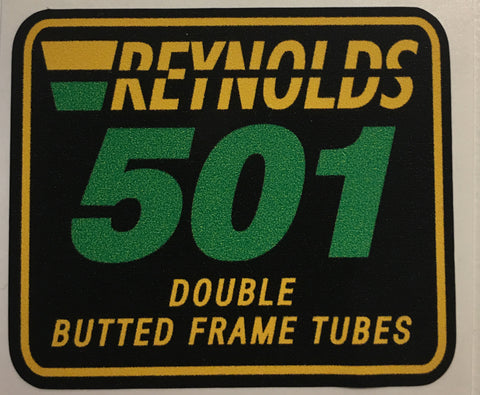 REYNOLDS
501
DOUBLE
BUTTED FRAME TUBES